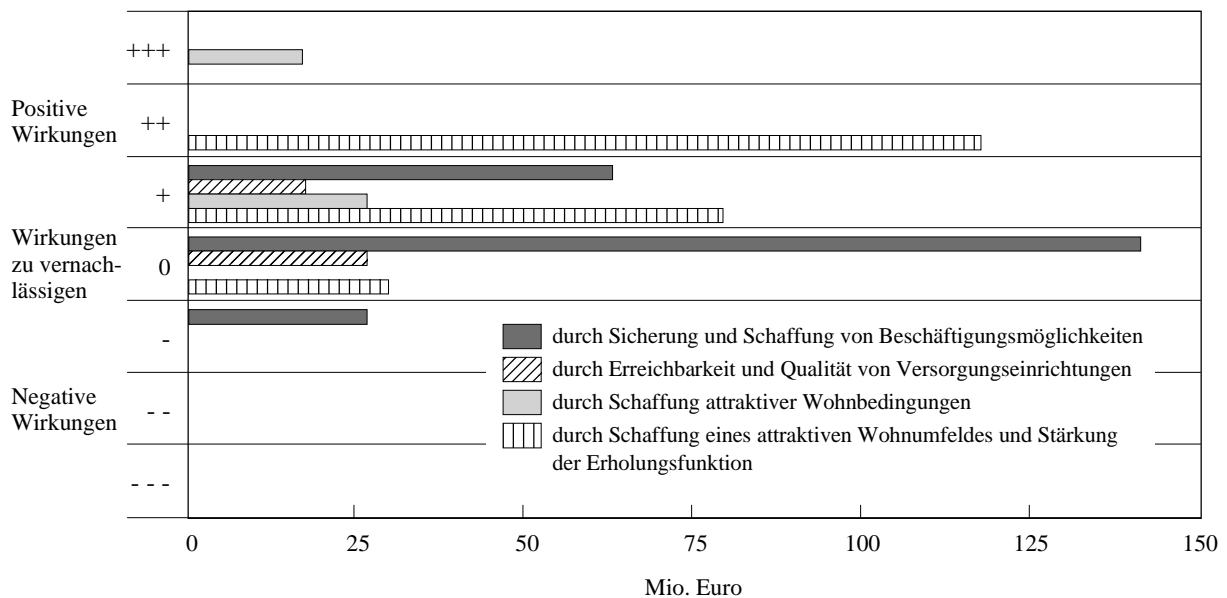 +++
Positive
Wirkungen
++
+
Wirkungen
zu vernach-
lässigen
0
-
Negative
Wirkungen
- -
- - -
durch Sicherung und Schaffung von Beschäftigungsmöglichkeiten
durch Erreichbarkeit und Qualität von Versorgungseinrichtungen
durch Schaffung attraktiver Wohnbedingungen
durch Schaffung eines attraktiven Wohnumfeldes und Stärkung
der Erholungsfunktion
0 25 50 75 100 125 150
Mio. Euro